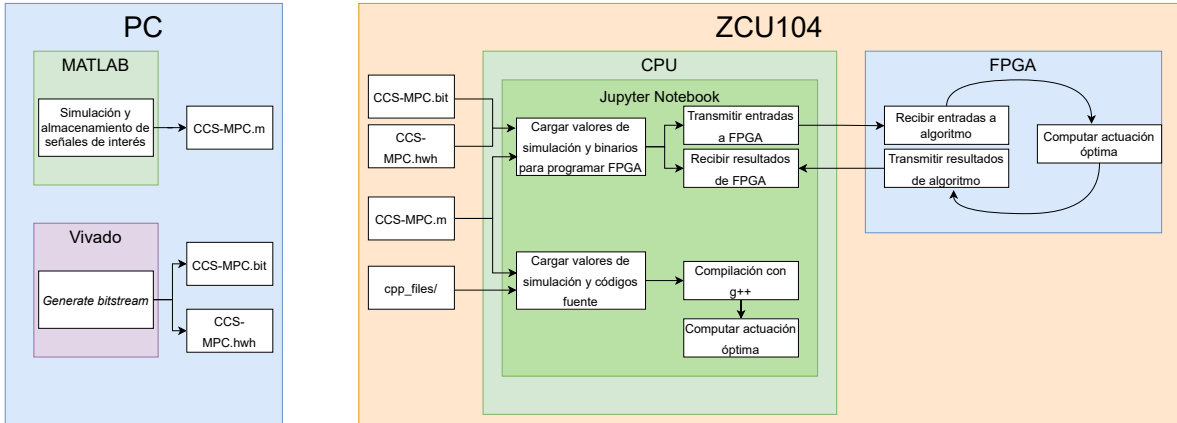 PC
MATLAB
Simulación y
almacenamiento de
señales de interés
CCS-MPC.m
Vivado
Generate bitstream
CCS-MPC.bit
CCS-
MPC.hwh
ZCU104
CCS-MPC.bit
CCS-
MPC.hwh
CCS-MPC.m
cpp_files/
CPU
Jupyter Notebook
Cargar valores de
simulación y binarios
para programar FPGA
Transmitir entradas
a FPGA
Recibir resultados
de FPGA
Cargar valores de
simulación y códigos
fuente
Compilación con
g++
Computar actuación
óptima
FPGA
Recibir entradas a
algoritmo
Transmitir resultados
de algoritmo
Computar actuación
óptima